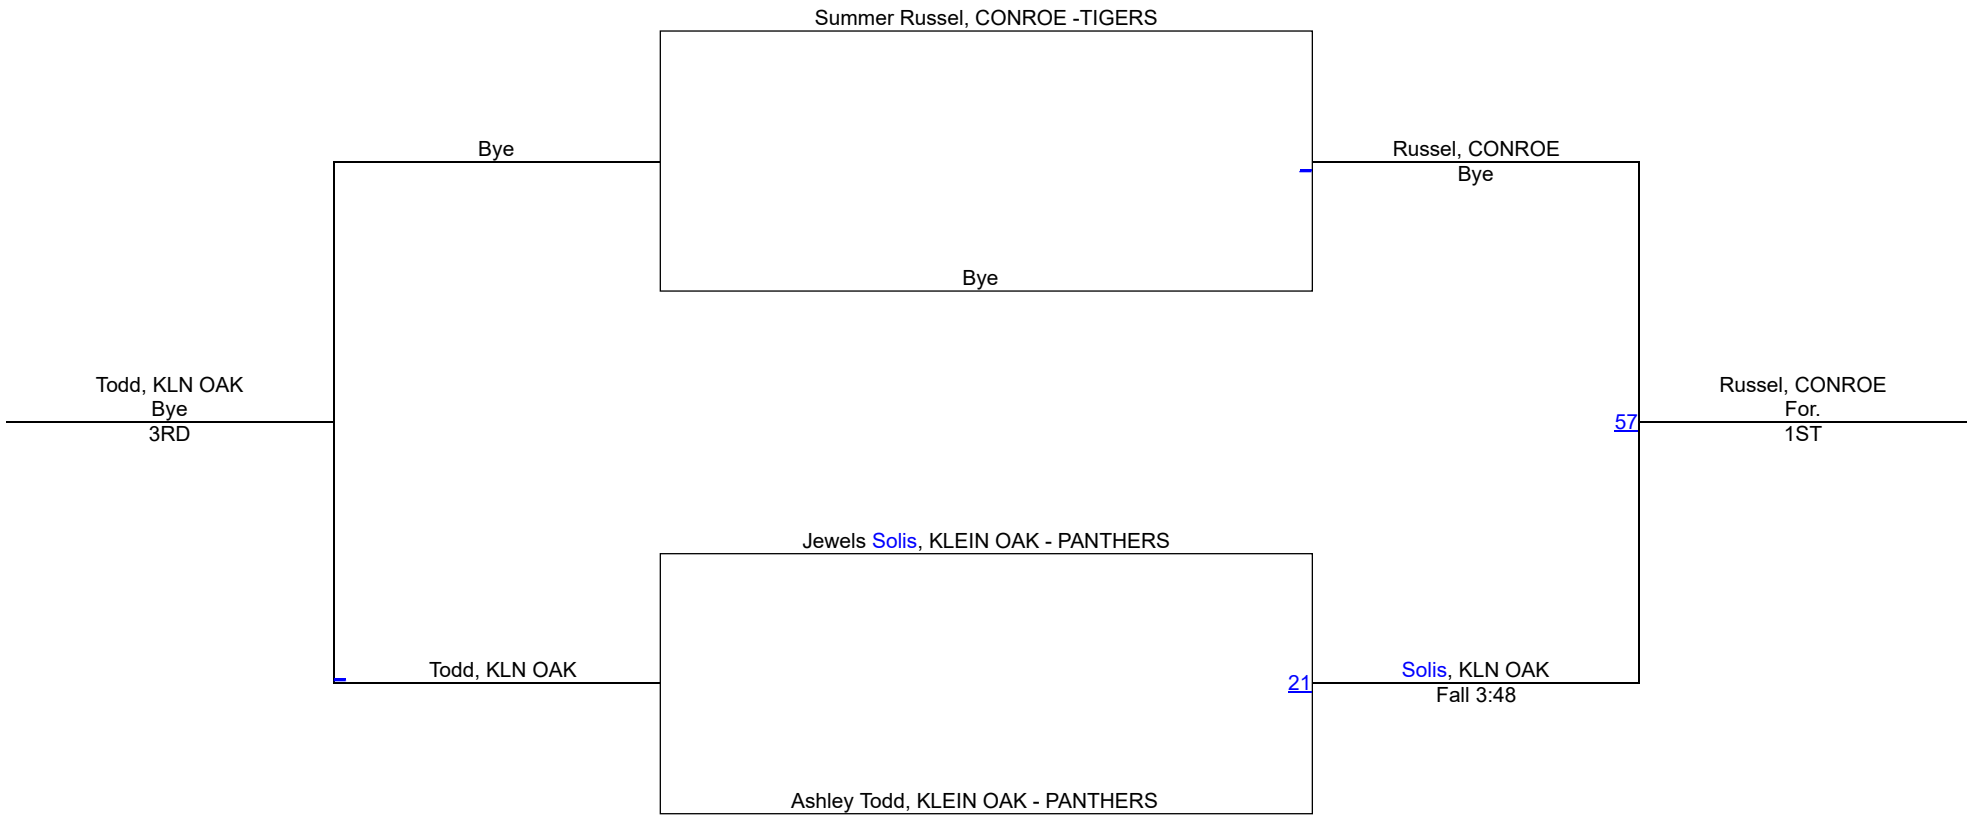 Summer Russel, CONROE -TIGERS
Bye
Russel, CONROE
Bye
Bye
Todd, KLN OAK
Bye
3RD
57
Russel, CONROE
For.
1ST
Jewels Solis, KLEIN OAK - PANTHERS
Todd, KLN OAK
21
Solis, KLN OAK
Fall 3:48
Ashley Todd, KLEIN OAK - PANTHERS